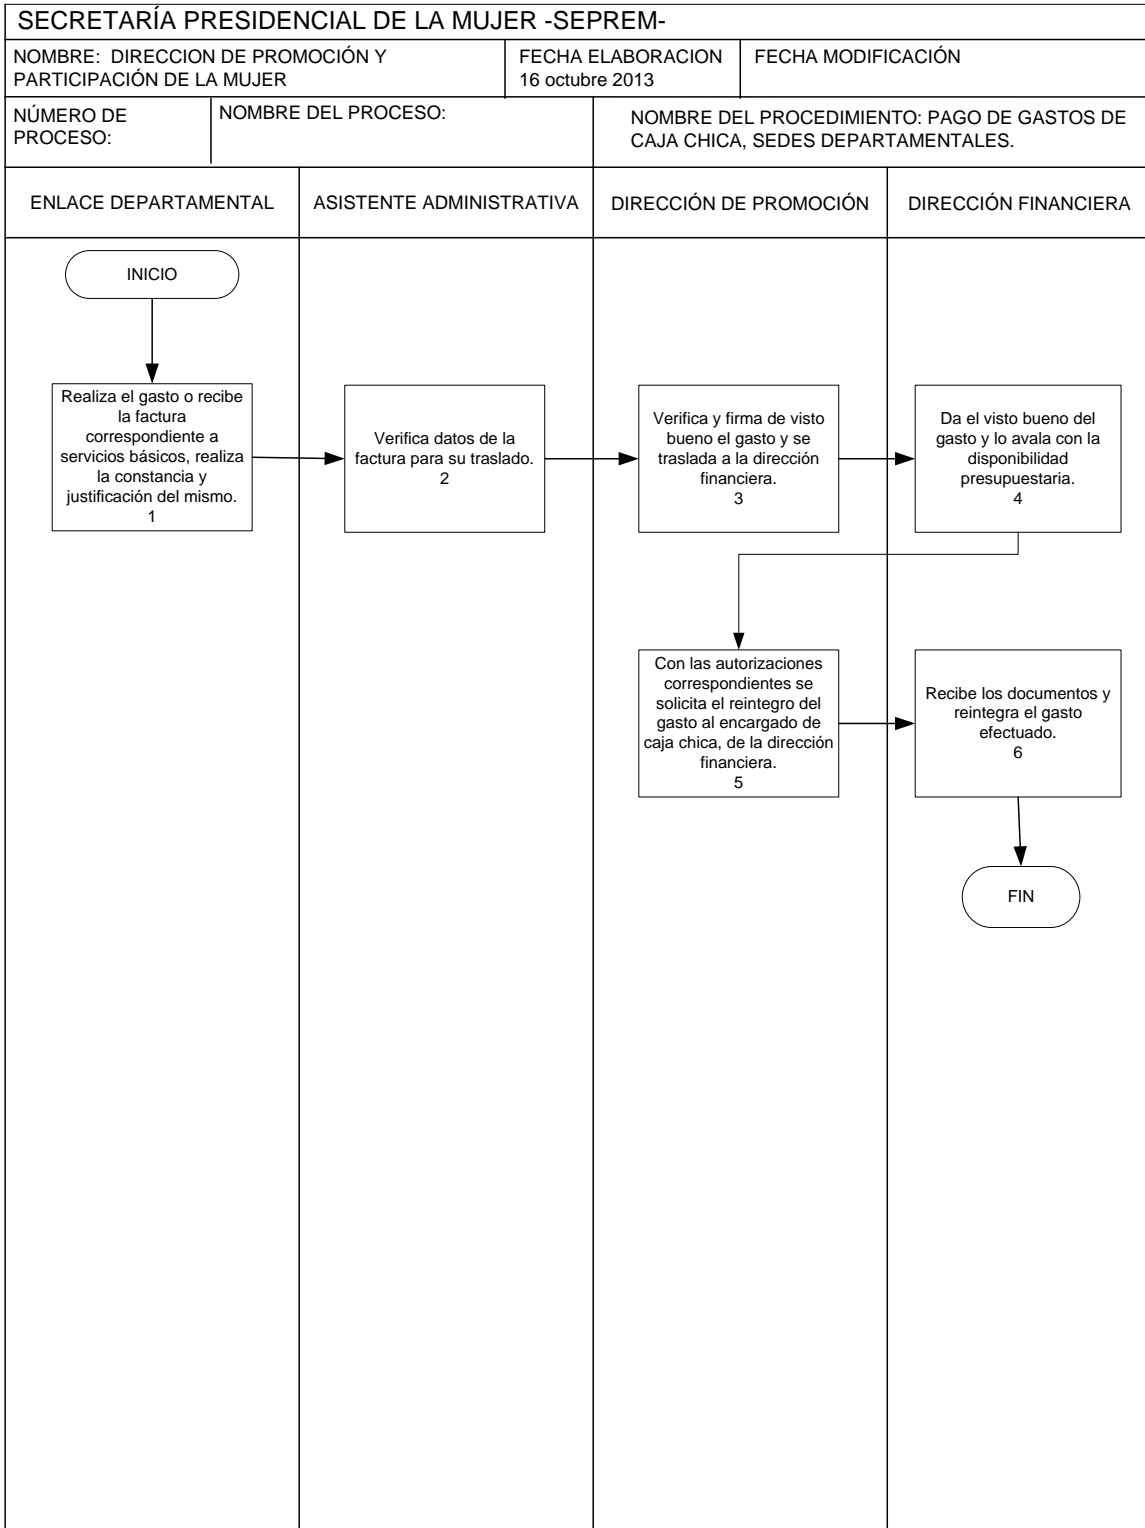 SECRETARÍA PRESIDENCIAL DE LA MUJER -SEPREM-
NOMBRE: DIRECCION DE PROMOCIÓN Y
PARTICIPACIÓN DE LA MUJER
FECHA ELABORACION
16 octubre 2013
FECHA MODIFICACIÓN
NÚMERO DE
PROCESO:
NOMBRE DEL PROCESO:
NOMBRE DEL PROCEDIMIENTO: PAGO DE GASTOS DE
CAJA CHICA, SEDES DEPARTAMENTALES.
ENLACE DEPARTAMENTAL
ASISTENTE ADMINISTRATIVA
DIRECCIÓN DE PROMOCIÓN
DIRECCIÓN FINANCIERA
INICIO
Realiza el gasto o recibe
la factura
correspondiente a
servicios básicos, realiza
la constancia y
justificación del mismo.
1
Verifica datos de la
factura para su traslado.
2
Verifica y firma de visto
bueno el gasto y se
traslada a la dirección
financiera.
3
Da el visto bueno del
gasto y lo avala con la
disponibilidad
presupuestaria.
4
Con las autorizaciones
correspondientes se
solicita el reintegro del
gasto al encargado de
caja chica, de la dirección
financiera.
5
Recibe los documentos y
reintegra el gasto
efectuado.
6
FIN